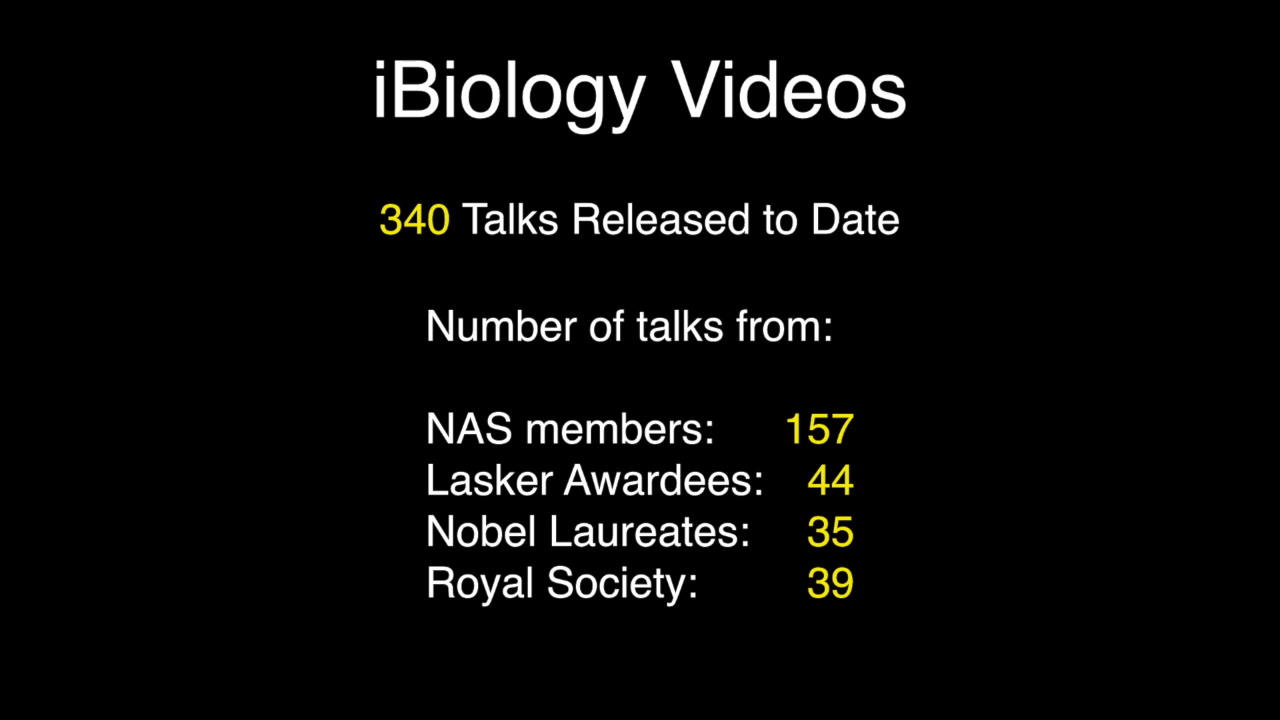 iBiology Videos
340 Talks Released to Date
Number of talks from:
NAS members: 157
Lasker Awardees: 44
Nobel Laureates: 35
Royal Society: 39